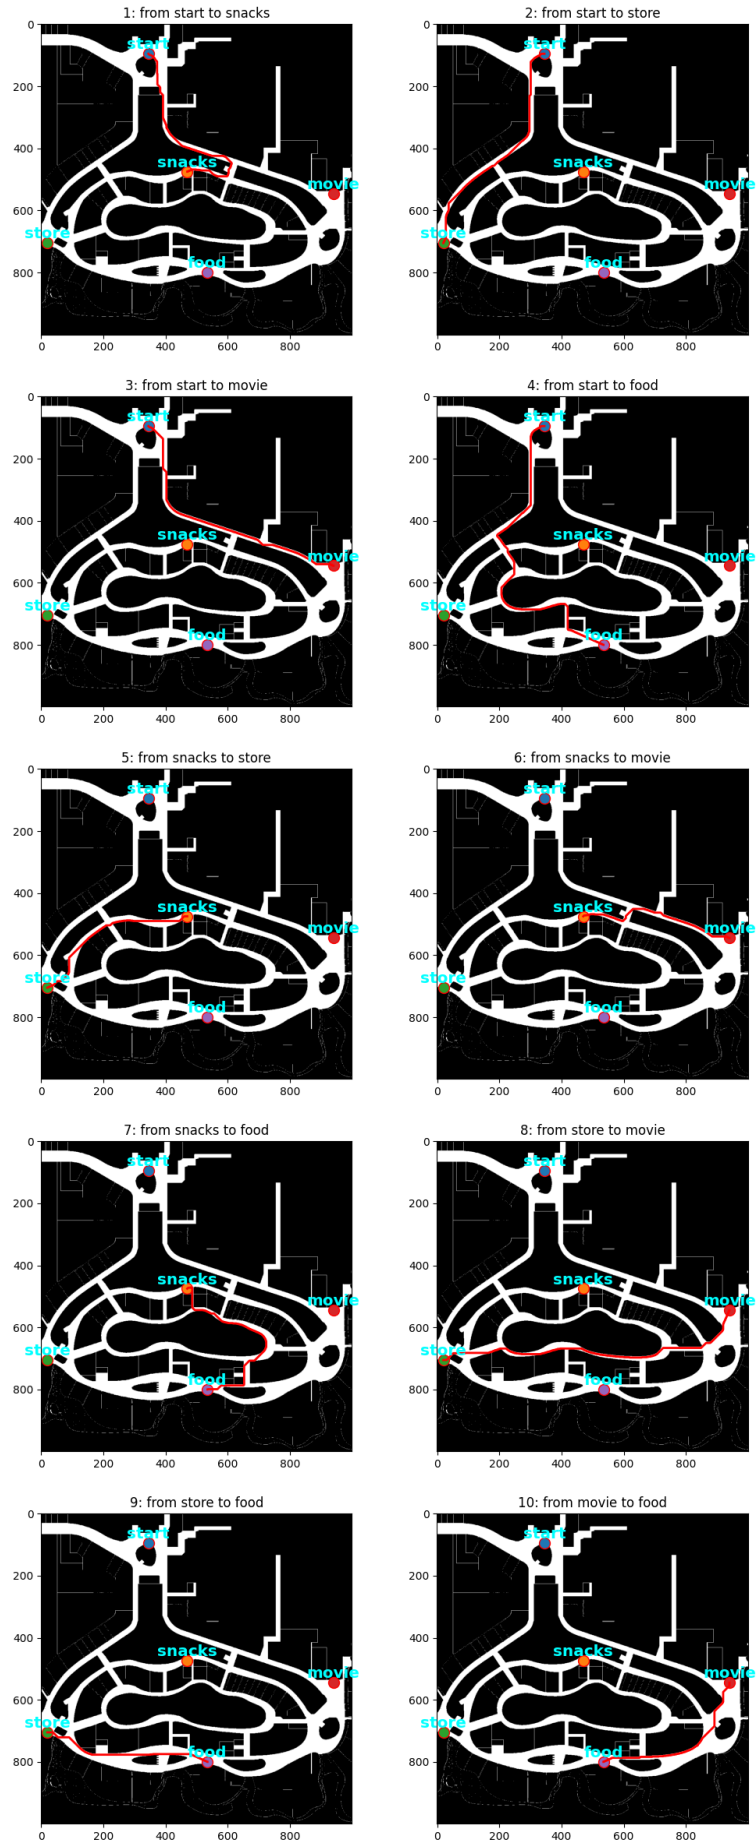 1: from start to snacks
2: from start to store
0
200
400
600
800
0 200 400 600 800
start
snacks
movie
store
food
0
200
400
600
800
0 200 400 600 800
start
snacks
movie
store
food
3: from start to movie
4: from start to food
0
200
400
600
800
0 200 400 600 800
start
snacks
movie
store
food
0
200
400
600
800
0 200 400 600 800
start
snacks
movie
store
food
5: from snacks to store
6: from snacks to movie
0
200
400
600
800
0 200 400 600 800
start
snacks
movie
store
food
0
200
400
600
800
0 200 400 600 800
start
snacks
movie
store
food
7: from snacks to food
8: from store to movie
0
200
400
600
800
0 200 400 600 800
start
snacks
movie
store
food
0
200
400
600
800
0 200 400 600 800
start
snacks
movie
store
food
9: from store to food
10: from movie to food
0
200
400
600
800
0 200 400 600 800
start
snacks
movie
store
food
0
200
400
600
800
0 200 400 600 800
start
snacks
movie
store
food